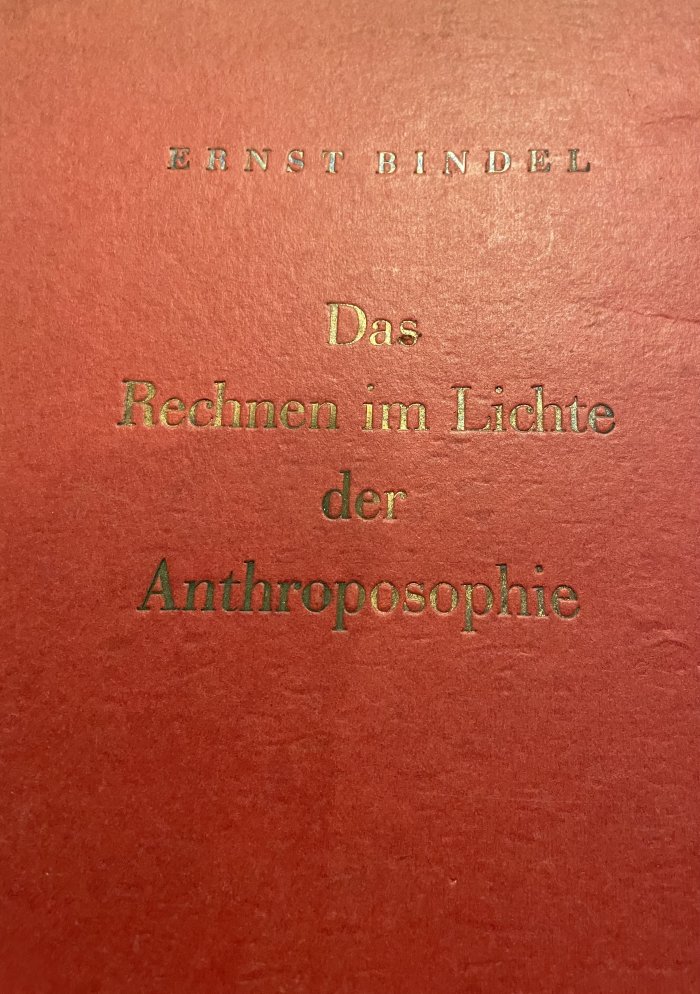 ERNST BINDEL
Das
Rechnen im Lichte
der
Anthroposophie